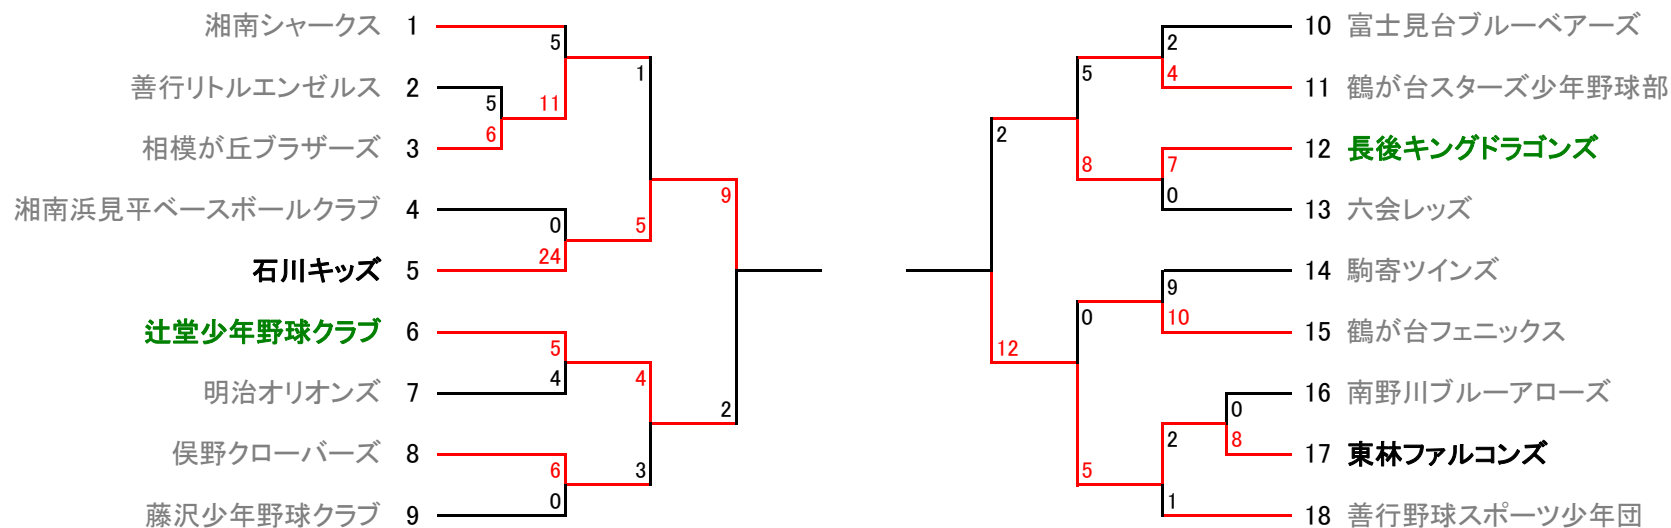 湘南シャークス 1
善行リトルエンゼルス 2
相模が丘ブラザーズ 3
湘南浜見平ベースボールクラブ 4
石川キッズ 5
辻堂少年野球クラブ 6
明治オリオンズ 7
俣野クローバーズ 8
藤沢少年野球クラブ 9
5
11
5
6
0
24
1
5
5
4
6
0
4
3
9
2
10 富士見台ブルーベアーズ
11 鶴が台スターズ少年野球部
12 長後キングドラゴンズ
13 六会レッズ
14 駒寄ツインズ
15 鶴が台フェニックス
16 南野川ブルーアローズ
17 東林ファルコンズ
18 善行野球スポーツ少年団
2
4
7
0
5
8
9
10
0
8
2
1
0
5
2
12